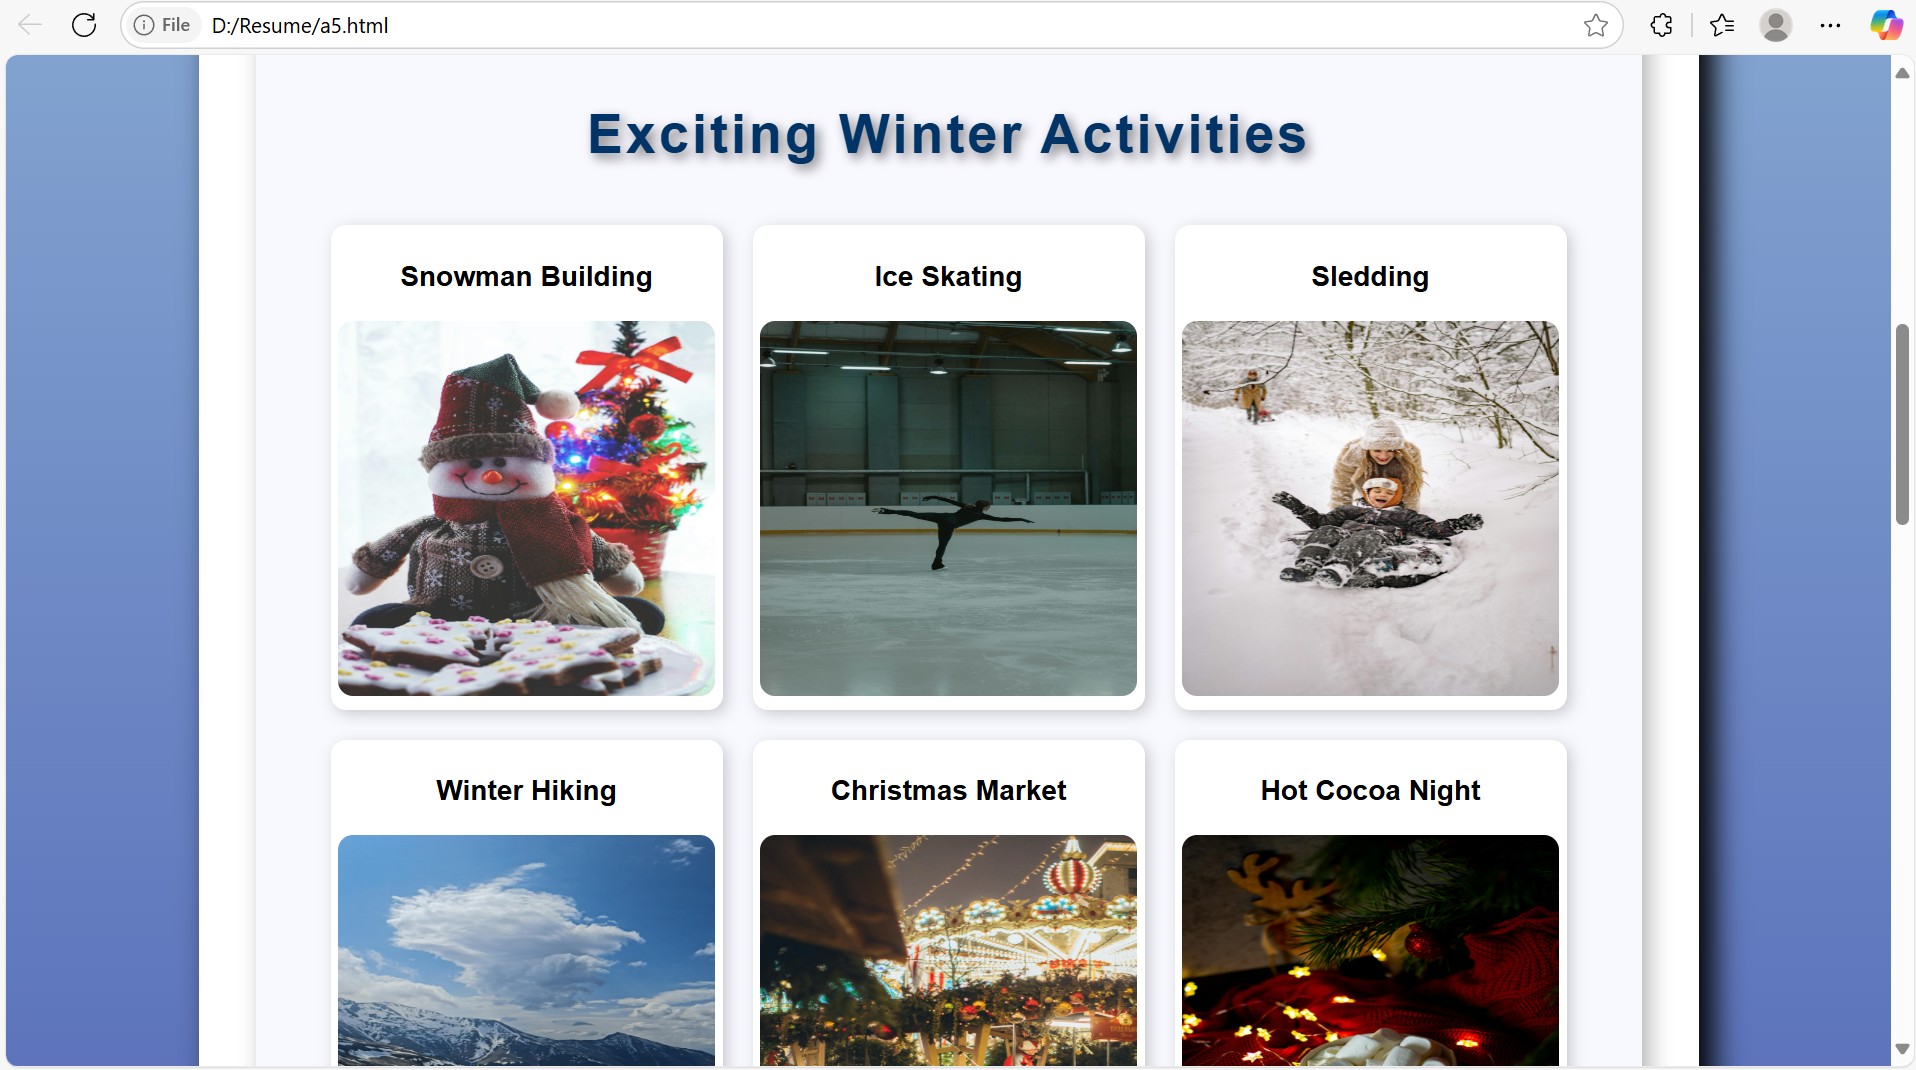 File D:/Resume/a5.html
Exciting Winter Activities
Snowman Building
Ice Skating
Sledding
Winter Hiking
Christmas Market
Hot Cocoa Night